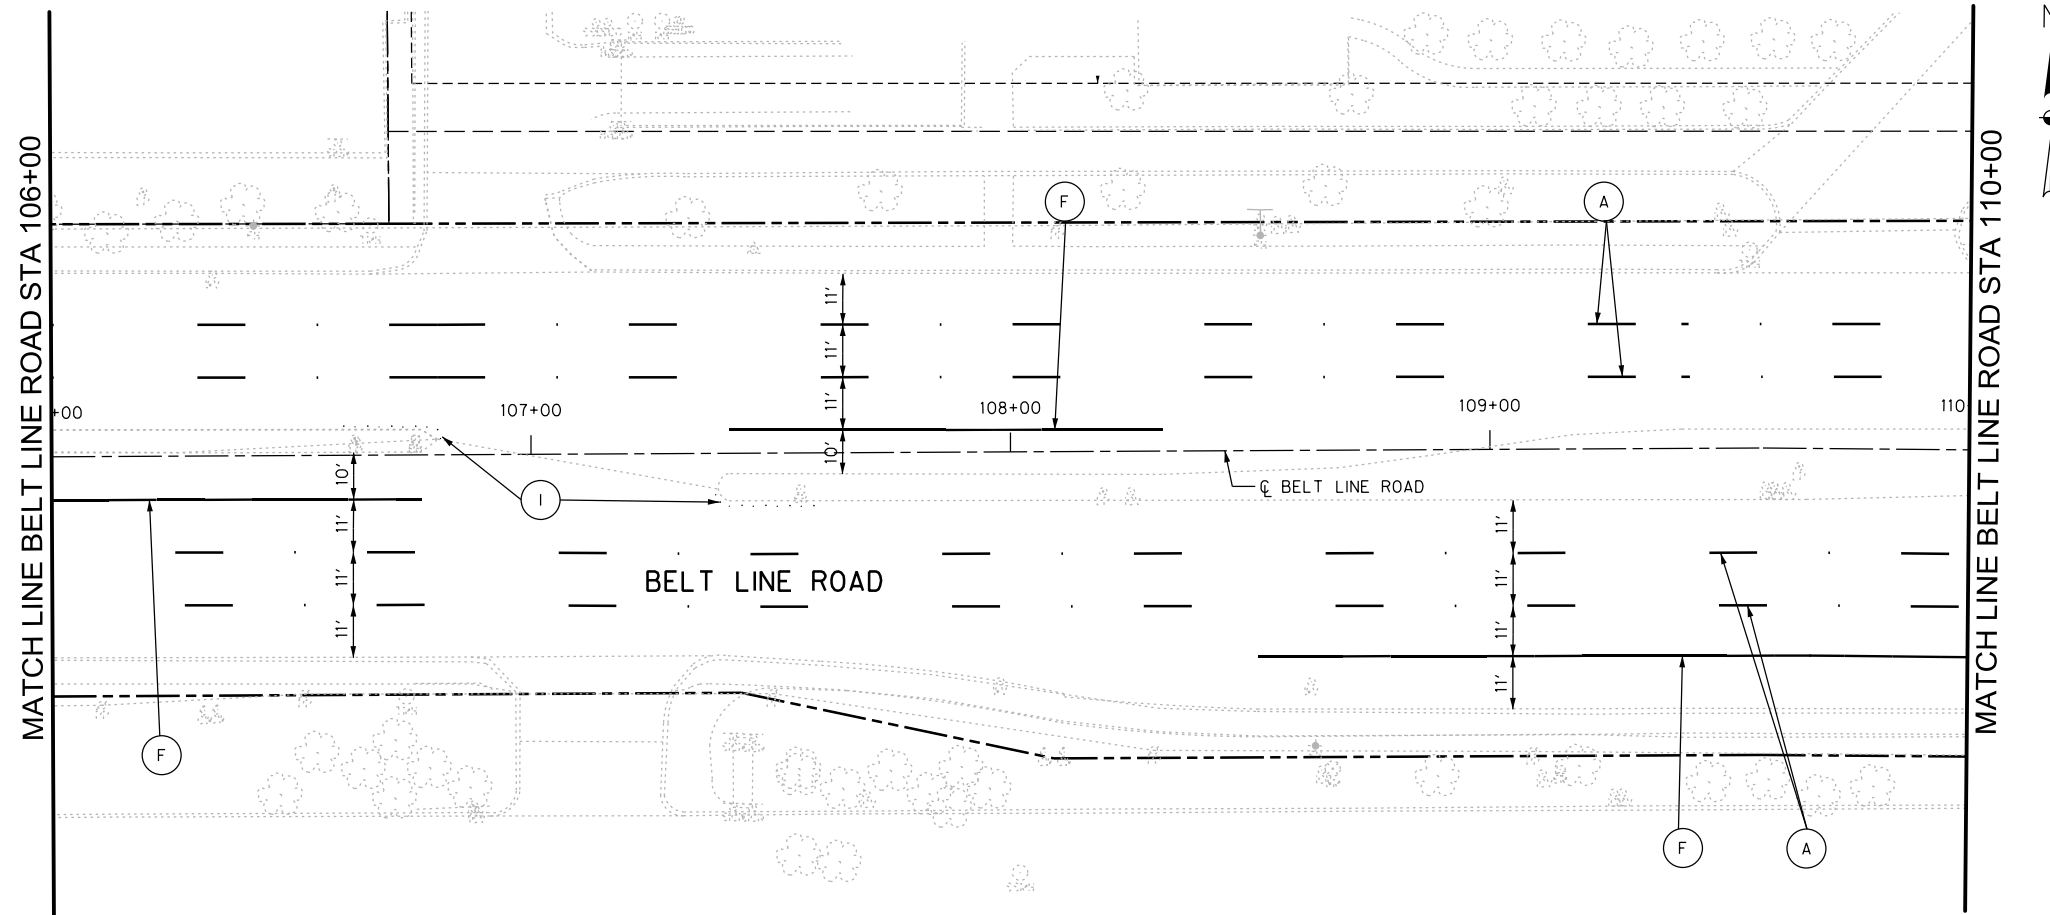 MATCH LINE BELT LINE ROAD STA 106+00
MATCH LINE BELT LINE ROAD STA 110+00
N
F
A
11'
11'
11'
10'
+00
107+00
108+00
109+00
110
10'
11'
11'
11'
I
℄ BELT LINE ROAD
BELT LINE ROAD
11'
11'
11'
11'
F
F
A